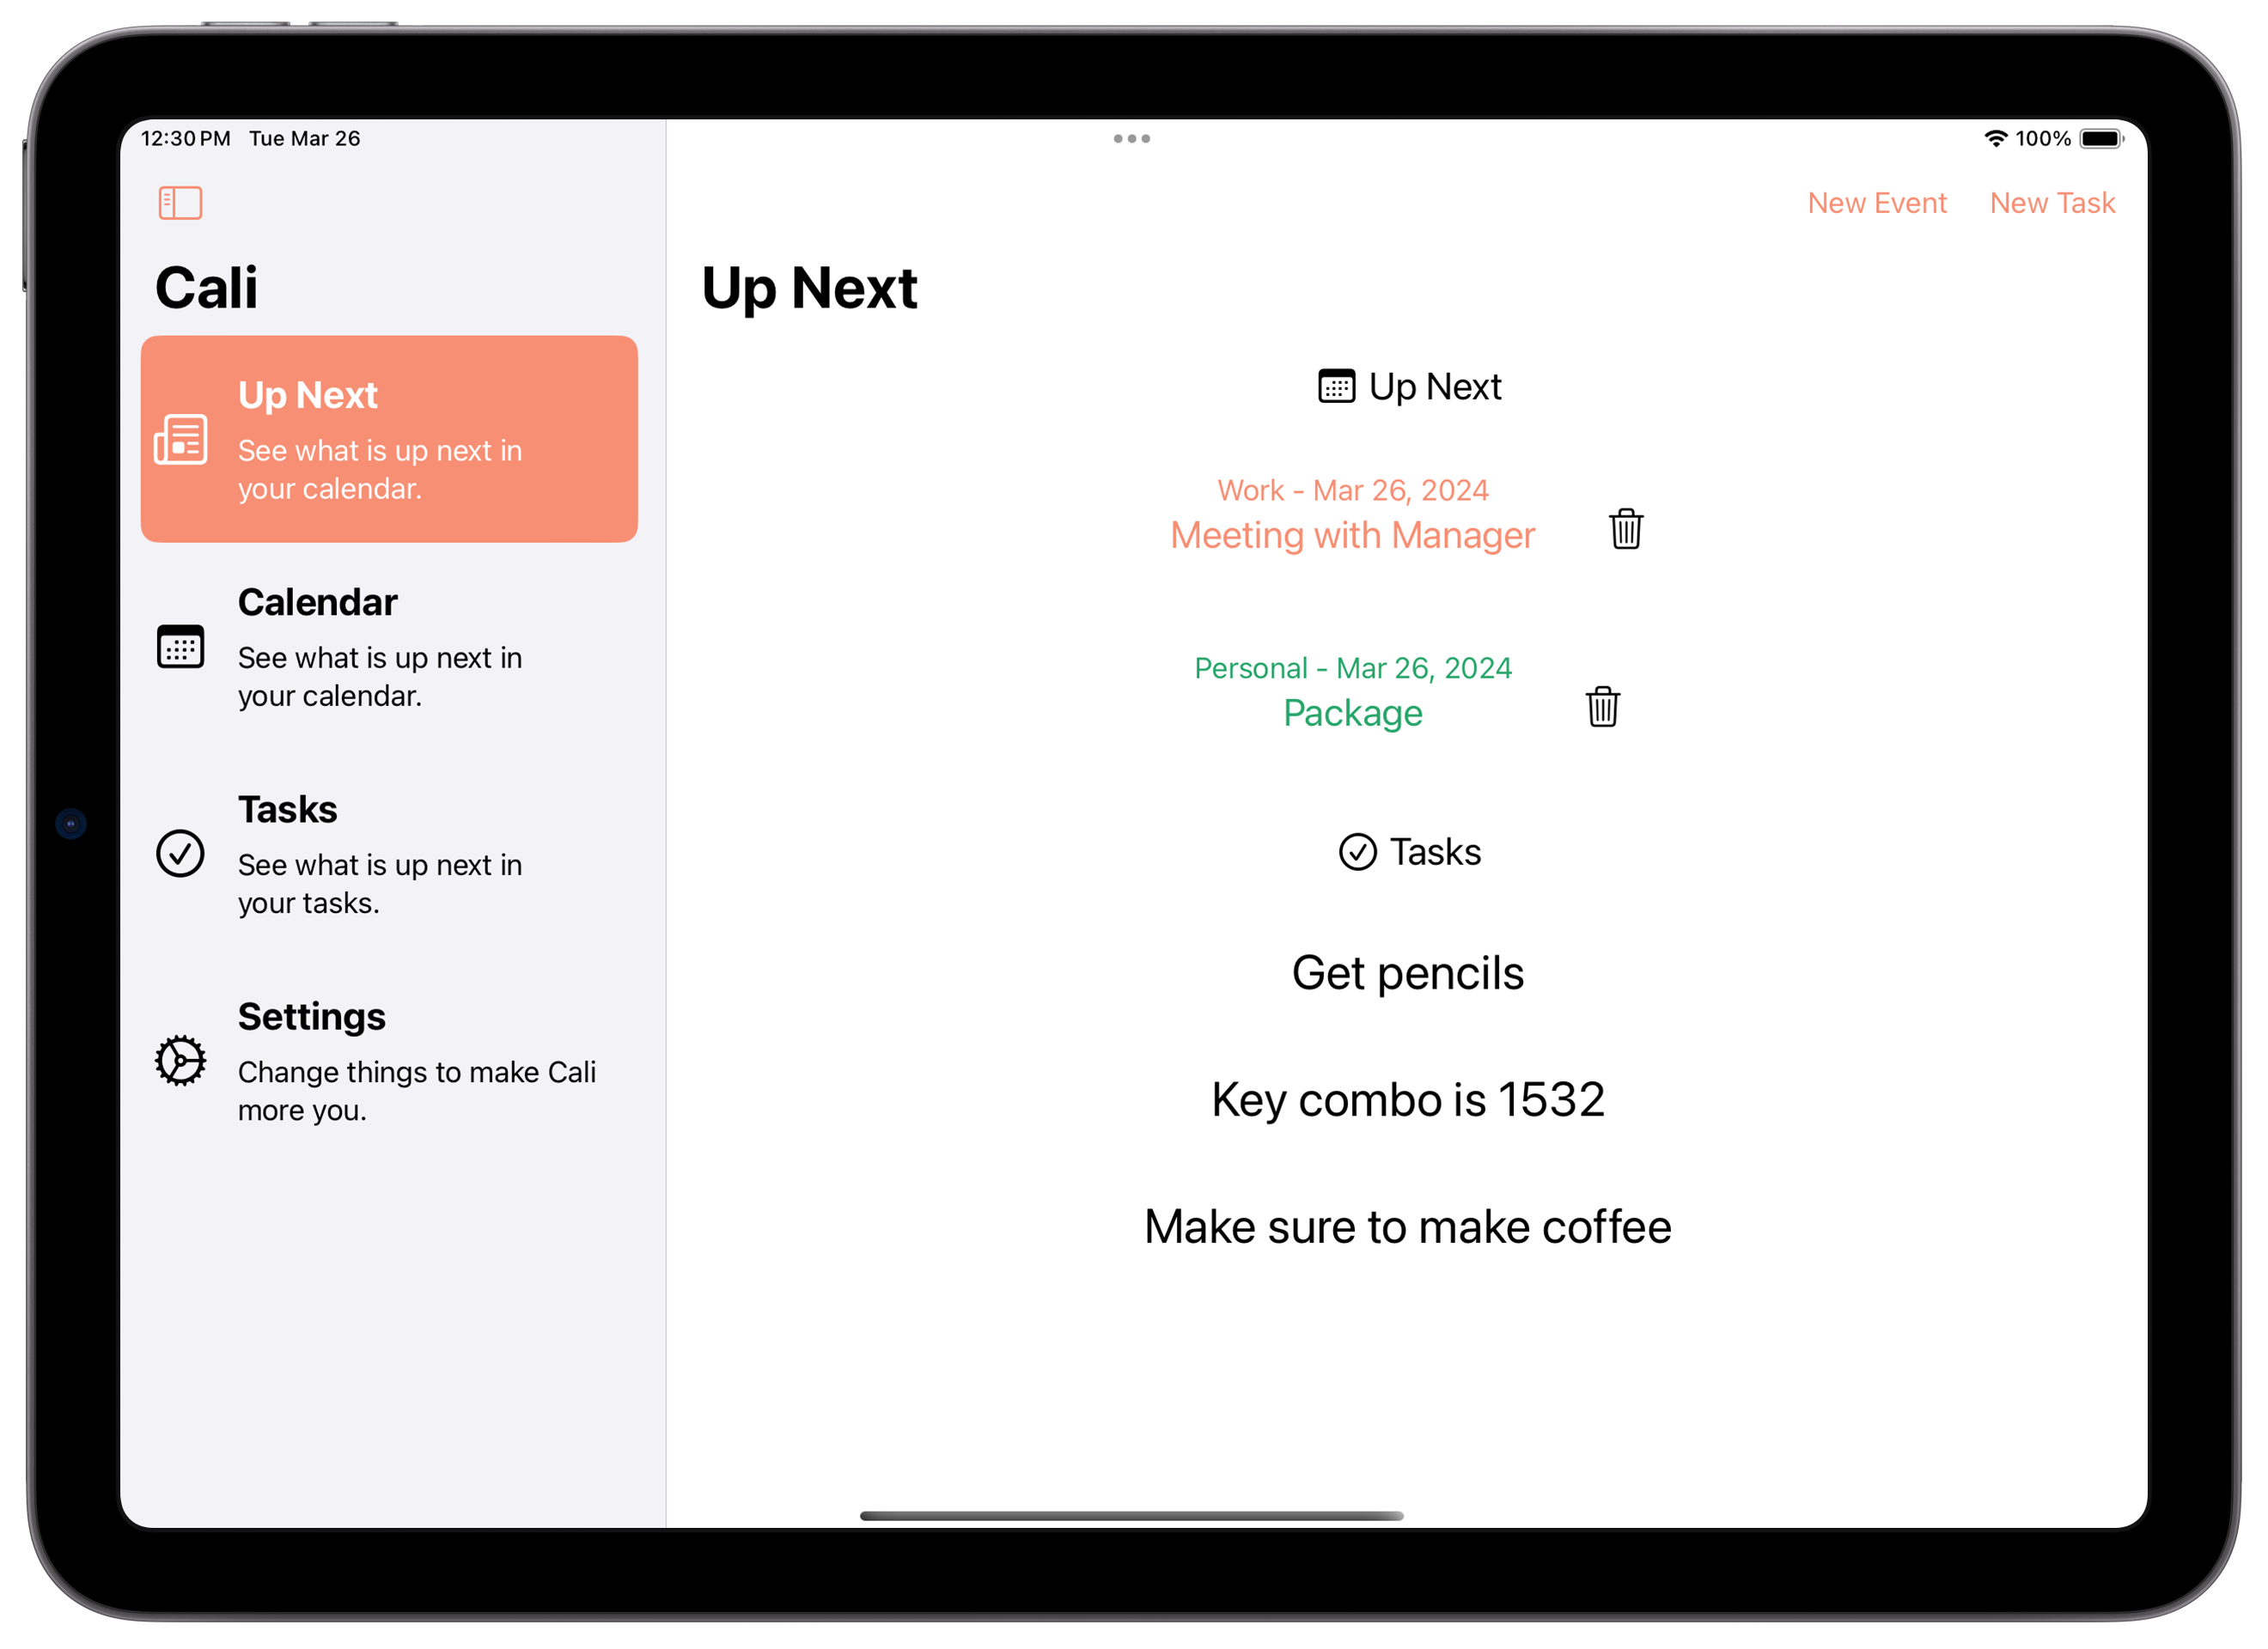 12:30 PM Tue Mar 26
100%
Cali
Up Next
See what is up next in
your calendar.
Calendar
See what is up next in
your calendar.
Tasks
See what is up next in
your tasks.
Settings
Change things to make Cali
more you.
New Event New Task
Up Next
Up Next
Work - Mar 26, 2024
Meeting with Manager
Personal - Mar 26, 2024
Package
Tasks
Get pencils
Key combo is 1532
Make sure to make coffee